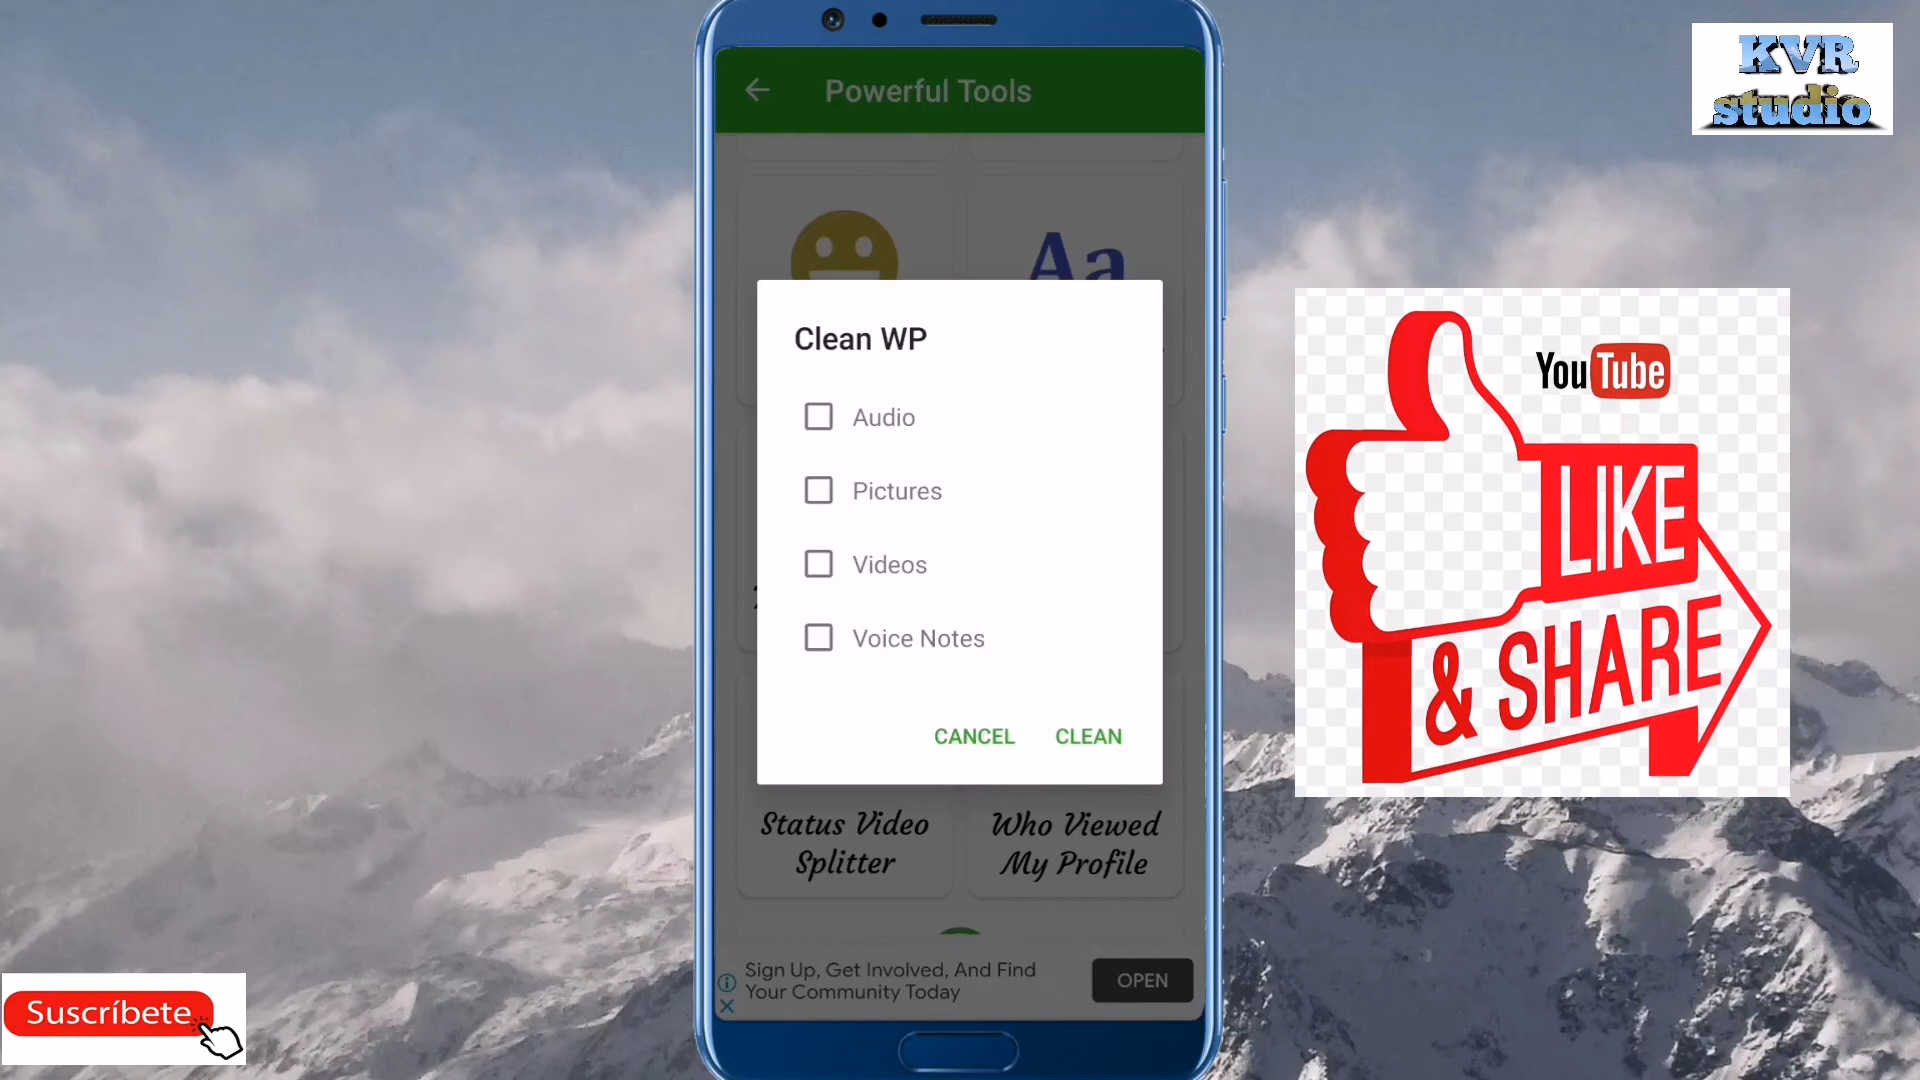 KVR
studio
Powerful Tools
Aa
Clean WP
Audio
Pictures
Videos
Voice Notes
CANCEL
CLEAN
Status Video
Splitter
Who Viewed
My Profile
Sign Up, Get Involved, And Find
Your Community Today
OPEN
You Tube
LIKE
& SHARE
Suscríbete